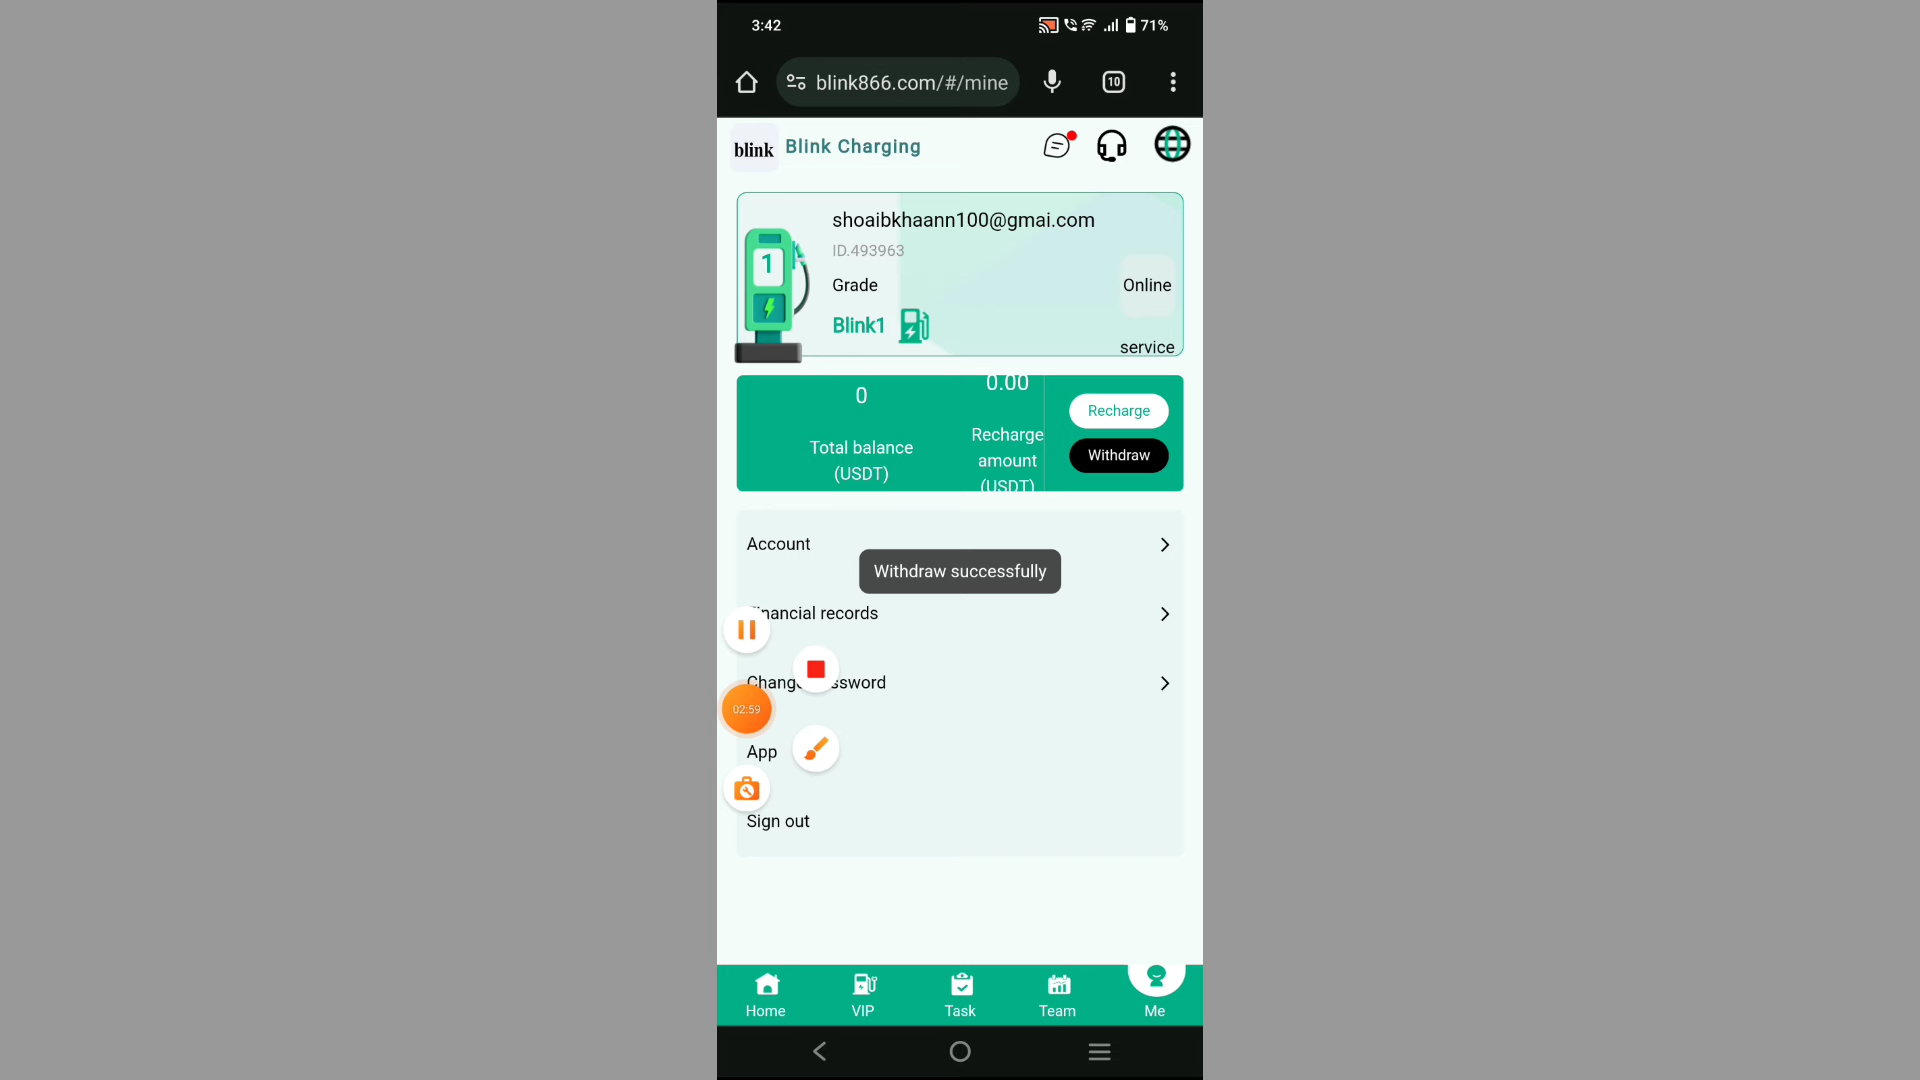 3:42
71%
blink866.com/#/mine
10
blink
Blink Charging
shoaibkhaann100@gmai.com
ID.493963
1
Grade
Online
Blink1
service
0
0.00
Recharge
Total balance
(USDT)
Recharge
amount
(USDT)
Withdraw
Account
Withdraw successfully
Financial records
Change password
02:59
App
Sign out
Home
VIP
Task
Team
Me